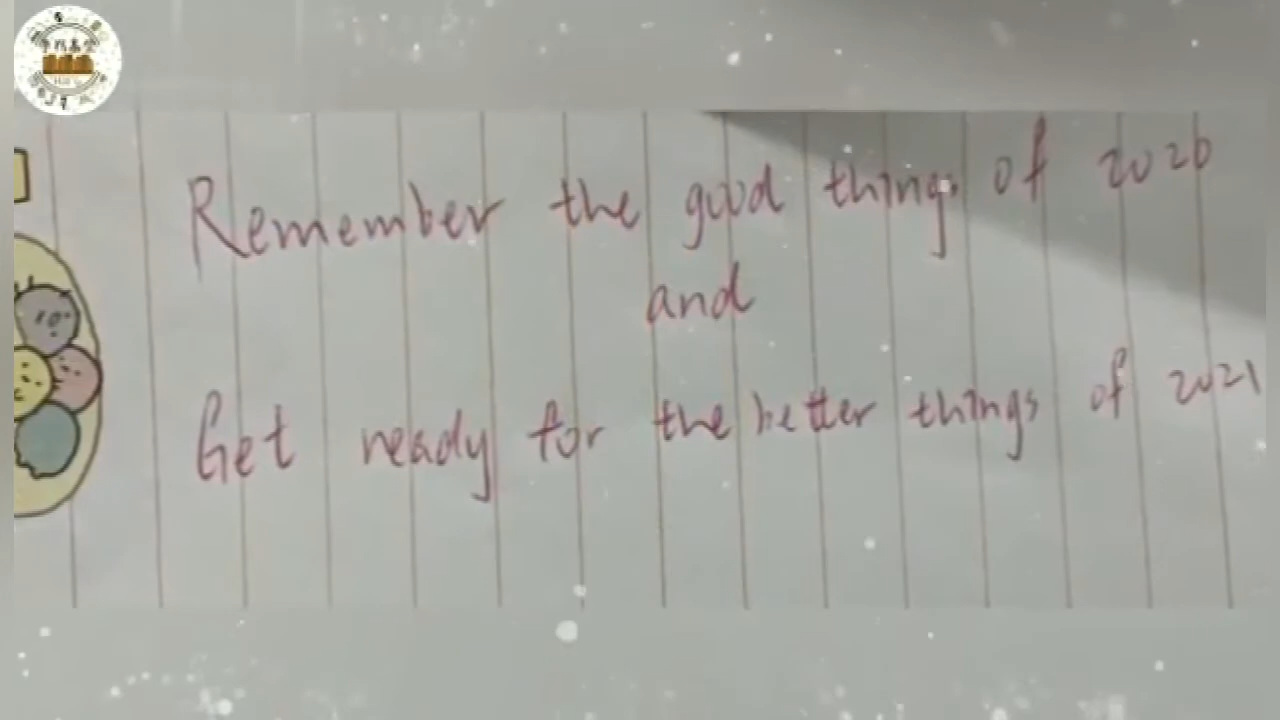 Remember the good things of 2020
and
Get ready for the better things of 2021